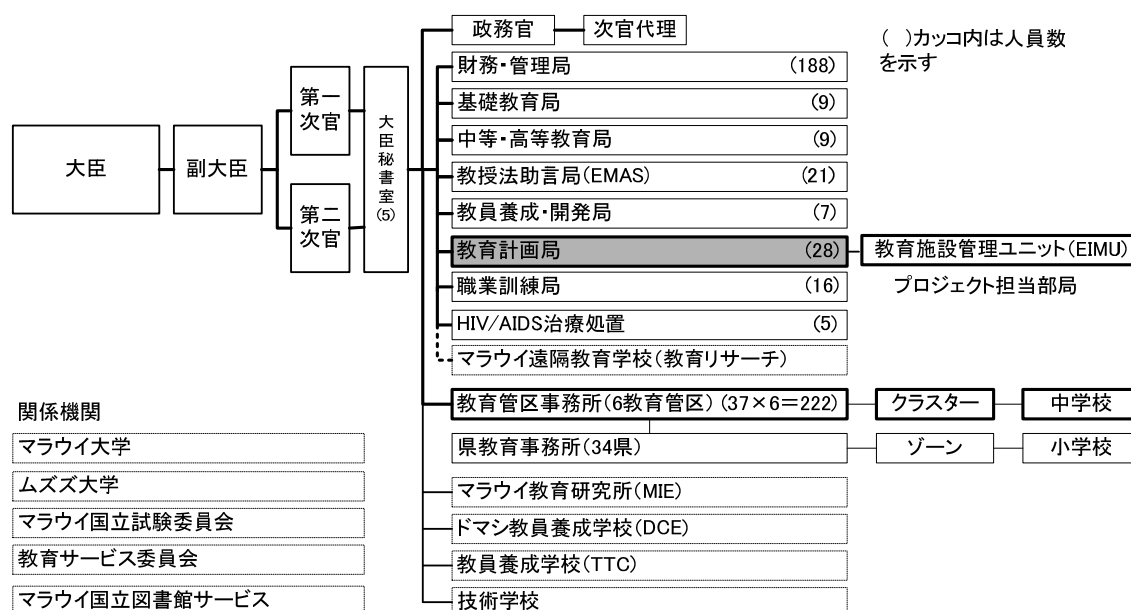 大臣
副大臣
第一次官
第二次官
大臣秘書室(5)
政務官
次官代理
( )カッコ内は人員数
を示す
財務・管理局 (188)
基礎教育局 (9)
中等・高等教育局 (9)
教授法助言局(EMAS) (21)
教員養成・開発局 (7)
教育計画局 (28)
教育施設管理ユニット(EIMU)
プロジェクト担当部局
職業訓練局 (16)
HIV/AIDS治療処置 (5)
マラウイ遠隔教育学校(教育リサーチ)
教育管区事務所(6教育管区) (37×6=222)
クラスター
中学校
県教育事務所(34県)
ゾーン
小学校
マラウイ教育研究所(MIE)
ドマシ教員養成学校(DCE)
教員養成学校(TTC)
技術学校
関係機関
マラウイ大学
ムズズ大学
マラウイ国立試験委員会
教育サービス委員会
マラウイ国立図書館サービス